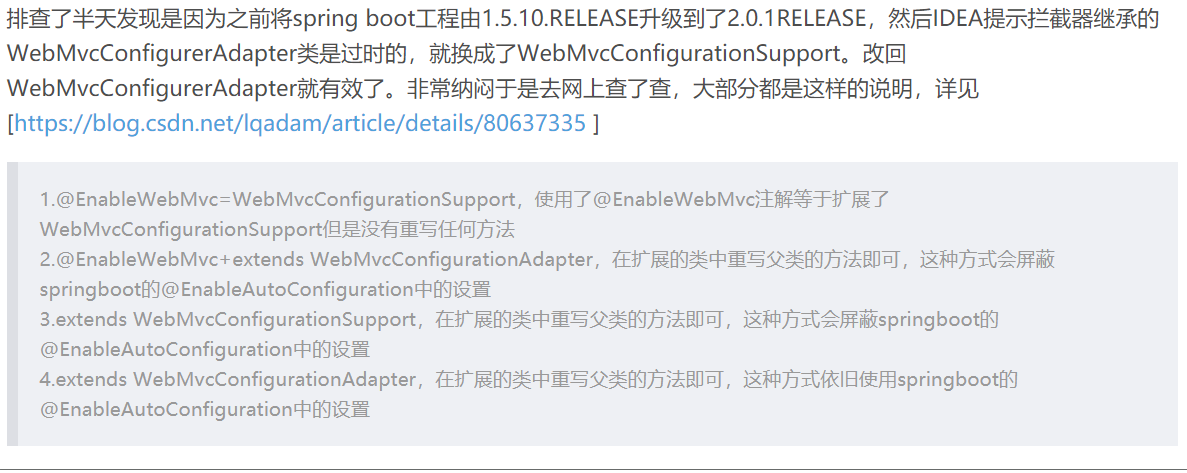 排查了半天发现是因为之前将spring boot工程由1.5.10.RELEASE升级到了2.0.1RELEASE，然后IDEA提示拦截器继承的
WebMvcConfigurerAdapter类是过时的，就换成了WebMvcConfigurationSupport。改回
WebMvcConfigurerAdapter就有效了。非常纳闷于是去网上查了查，大部分都是这样的说明，详见
[https://blog.csdn.net/lqadam/article/details/80637335 ]
1.@EnableWebMvc=WebMvcConfigurationSupport，使用了@EnableWebMvc注解等于扩展了
WebMvcConfigurationSupport但是没有重写任何方法
2.@EnableWebMvc+extends WebMvcConfigurationAdapter，在扩展的类中重写父类的方法即可，这种方式会屏蔽
springboot的@EnableAutoConfiguration中的设置
3.extends WebMvcConfigurationSupport，在扩展的类中重写父类的方法即可，这种方式会屏蔽springboot的
@EnableAutoConfiguration中的设置
4.extends WebMvcConfigurationAdapter，在扩展的类中重写父类的方法即可，这种方式依旧使用springboot的
@EnableAutoConfiguration中的设置